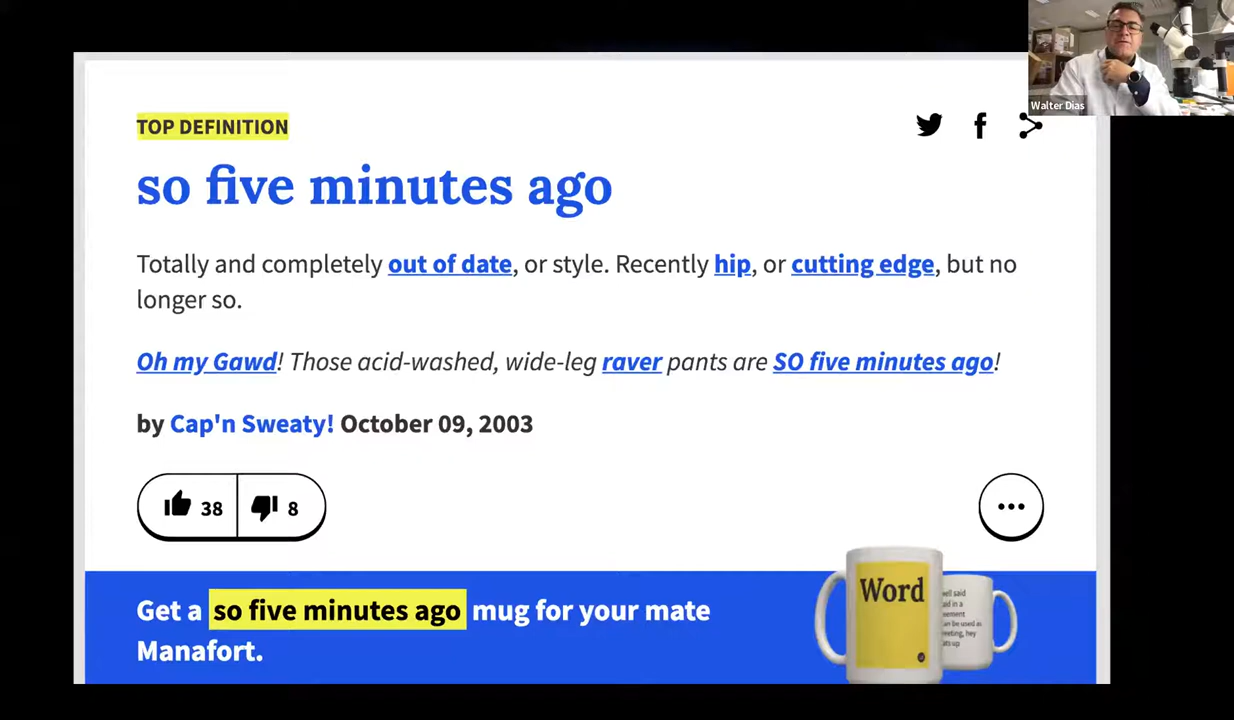 Walter Dias
TOP DEFINITION
so five minutes ago
Totally and completely out of date, or style. Recently hip, or cutting edge, but no
longer so.
Oh my Gawd! Those acid-washed, wide-leg raver pants are SO five minutes ago!
by Cap'n Sweaty! October 09, 2003
38 8
Get a so five minutes ago mug for your mate
Manafort.
Word